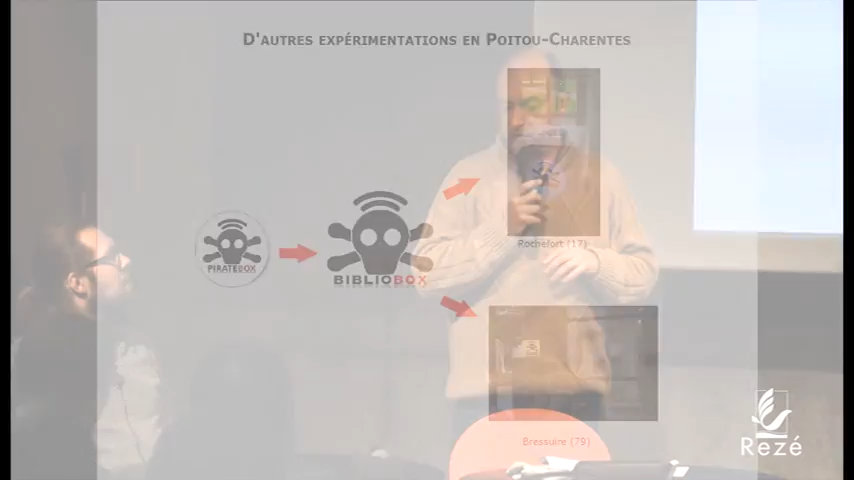 D'AUTRES EXPÉRIMENTATIONS EN POITOU-CHARENTES
PIRATEBOX
BIBLIOBOX
Rochefort (17)
Bressuire (79)
Rezé